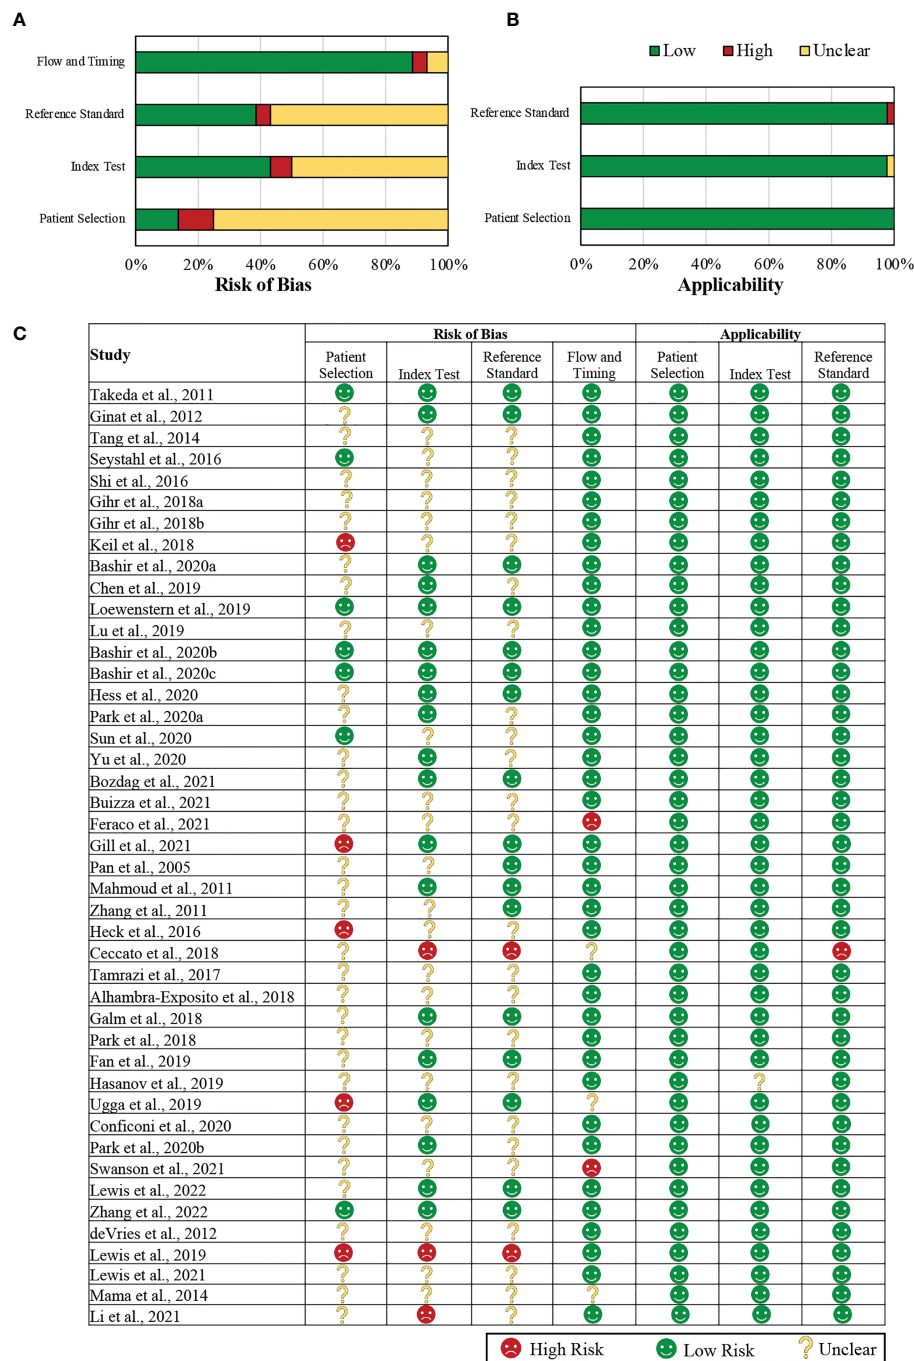 A
B
Low High Unclear
Flow and Timing
Reference Standard
Index Test
Patient Selection
0% 20% 40% 60% 80% 100%
Risk of Bias
Reference Standard
Index Test
Patient Selection
0% 20% 40% 60% 80% 100%
Applicability
C
Study
Risk of Bias
Applicability
Patient Selection
Index Test
Reference Standard
Flow and Timing
Patient Selection
Index Test
Reference Standard
Takeda et al., 2011
Ginat et al., 2012 ?
Tang et al., 2014 ? ? ?
Seystahl et al., 2016 ? ?
Shi et al., 2016 ? ? ?
Gihr et al., 2018a ? ? ?
Gihr et al., 2018b ? ? ?
Keil et al., 2018 ? ?
Bashir et al., 2020a ?
Chen et al., 2019 ? ?
Loewenstern et al., 2019
Lu et al., 2019 ? ? ?
Bashir et al., 2020b
Bashir et al., 2020c
Hess et al., 2020 ?
Park et al., 2020a ? ?
Sun et al., 2020 ? ?
Yu et al., 2020 ? ?
Bozdag et al., 2021 ?
Buizza et al., 2021 ? ? ?
Feraco et al., 2021 ? ? ?
Gill et al., 2021
Pan et al., 2005 ? ?
Mahmoud et al., 2011 ?
Zhang et al., 2011 ? ?
Heck et al., 2016 ? ?
Ceccato et al., 2018 ? ?
Tamrazi et al., 2017 ? ? ?
Alhambra-Exposito et al., 2018 ? ? ?
Galm et al., 2018 ?
Park et al., 2018 ? ? ?
Fan et al., 2019 ?
Hasanov et al., 2019 ? ? ? ?
Ugga et al., 2019 ?
Conficoni et al., 2020 ? ? ?
Park et al., 2020b ? ?
Swanson et al., 2021 ? ? ?
Lewis et al., 2022 ?
Zhang et al., 2022
deVries et al., 2012 ? ? ?
Lewis et al., 2019
Lewis et al., 2021 ? ? ?
Mama et al., 2014 ? ? ? ?
Li et al., 2021 ? ?
High Risk Low Risk ? Unclear